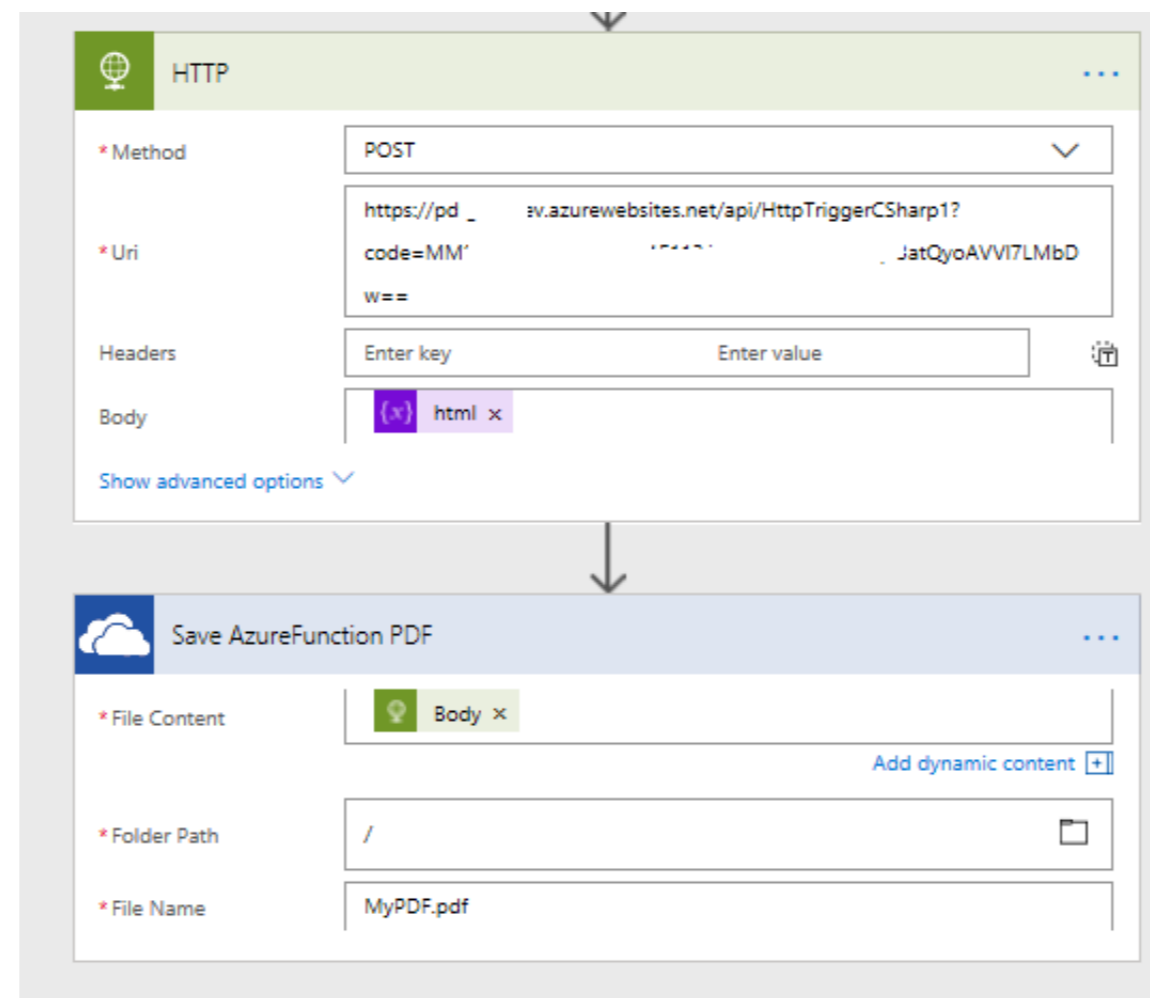 HTTP
...
* Method
POST
* Uri
https://pd ev.azurewebsites.net/api/HttpTriggerCSharp1?
code=MM JatQyoAVVI7LMbD
w==
Headers
Enter key Enter value
Body
{x} html ×
Show advanced options
Save AzureFunction PDF
...
* File Content
Body ×
Add dynamic content
* Folder Path
/
* File Name
MyPDF.pdf